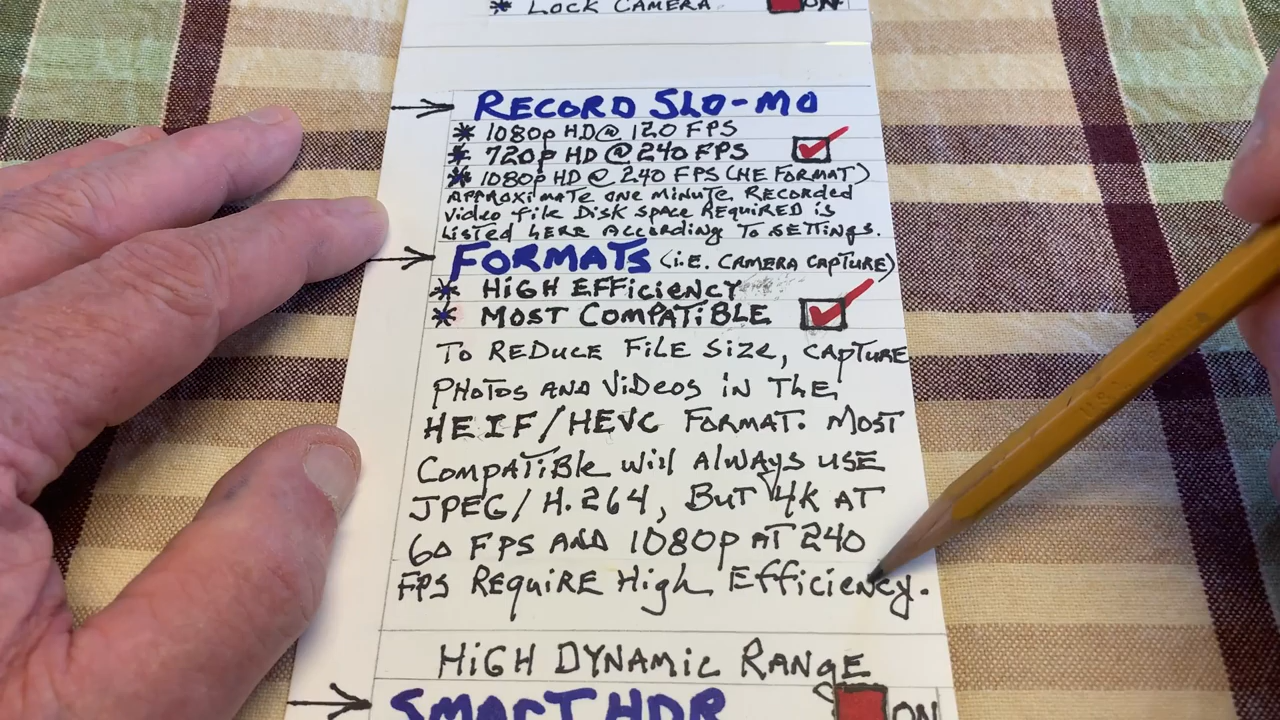 * LOCK CAMERA ON
RECORD SLO-MO
* 1080p HD@ 120 FPS
* 720p HD @ 240 FPS
* 1080p HD @ 240 FPS (HE FORMAT)
APPROXIMATE ONE MINUTE RECORDED
Video File Disk space Required is
Listed HERE According To SETTiNgs.
FORMATS (i.E. CAMERA CAPTURE)
* HiGH EFFiciENCY
* MOST COMPATiBLE
To REDUCE FiLE Size, CAPTURE
PHOTOS AND ViDEOS iN THE
HEIF/HEVC FORMAT. MOST
COMPATiBLE will ALWAYS USE
JPEG/H.264, BUT 4K AT
60 FPS AND 1080p AT 240
FPS REQUiRE High Efficiency.
HiGH DYNAMiC RANGE
SMART HDR ON